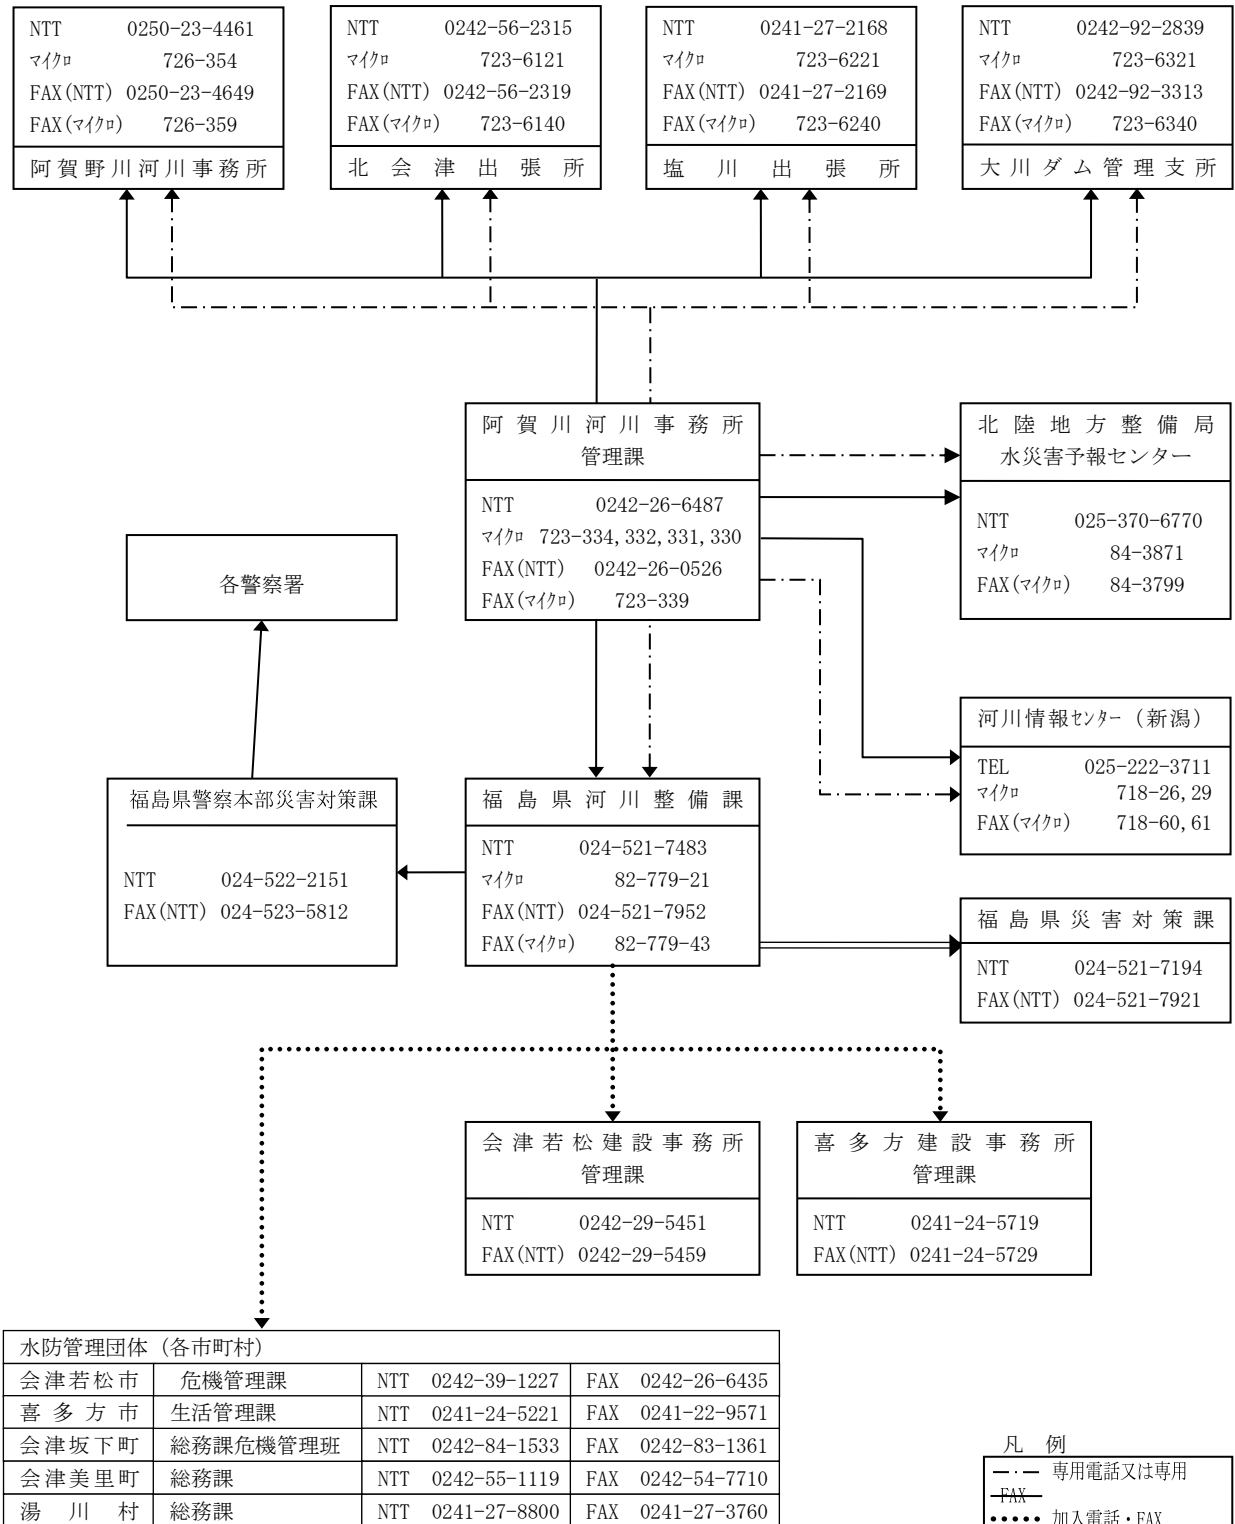 NTT 0250-23-4461
マイクロ 726-354
FAX(NTT) 0250-23-4649
FAX(マイクロ) 726-359
阿賀野川河川事務所
NTT 0242-56-2315
マイクロ 723-6121
FAX(NTT) 0242-56-2319
FAX(マイクロ) 723-6140
北会津出張所
NTT 0241-27-2168
マイクロ 723-6221
FAX(NTT) 0241-27-2169
FAX(マイクロ) 723-6240
塩川出張所
NTT 0242-92-2839
マイクロ 723-6321
FAX(NTT) 0242-92-3313
FAX(マイクロ) 723-6340
大川ダム管理支所
阿賀川河川事務所
管理課
NTT 0242-26-6487
マイクロ 723-334,332,331,330
FAX(NTT) 0242-26-0526
FAX(マイクロ) 723-339
北陸地方整備局
水災害予報センター
NTT 025-370-6770
マイクロ 84-3871
FAX(マイクロ) 84-3799
各警察署
河川情報センター（新潟）
TEL 025-222-3711
マイクロ 718-26,29
FAX(マイクロ) 718-60,61
福島県警察本部災害対策課
NTT 024-522-2151
FAX(NTT) 024-523-5812
福島県河川整備課
NTT 024-521-7483
マイクロ 82-779-21
FAX(NTT) 024-521-7952
FAX(マイクロ) 82-779-43
福島県災害対策課
NTT 024-521-7194
FAX(NTT) 024-521-7921
会津若松建設事務所
管理課
NTT 0242-29-5451
FAX(NTT) 0242-29-5459
喜多方建設事務所
管理課
NTT 0241-24-5719
FAX(NTT) 0241-24-5729
水防管理団体（各市町村）
会津若松市 危機管理課 NTT 0242-39-1227 FAX 0242-26-6435
喜多方市 生活管理課 NTT 0241-24-5221 FAX 0241-22-9571
会津坂下町 総務課危機管理班 NTT 0242-84-1533 FAX 0242-83-1361
会津美里町 総務課 NTT 0242-55-1119 FAX 0242-54-7710
湯川村 総務課 NTT 0241-27-8800 FAX 0241-27-3760
凡例
専用電話又は専用
FAX
加入電話・FAX